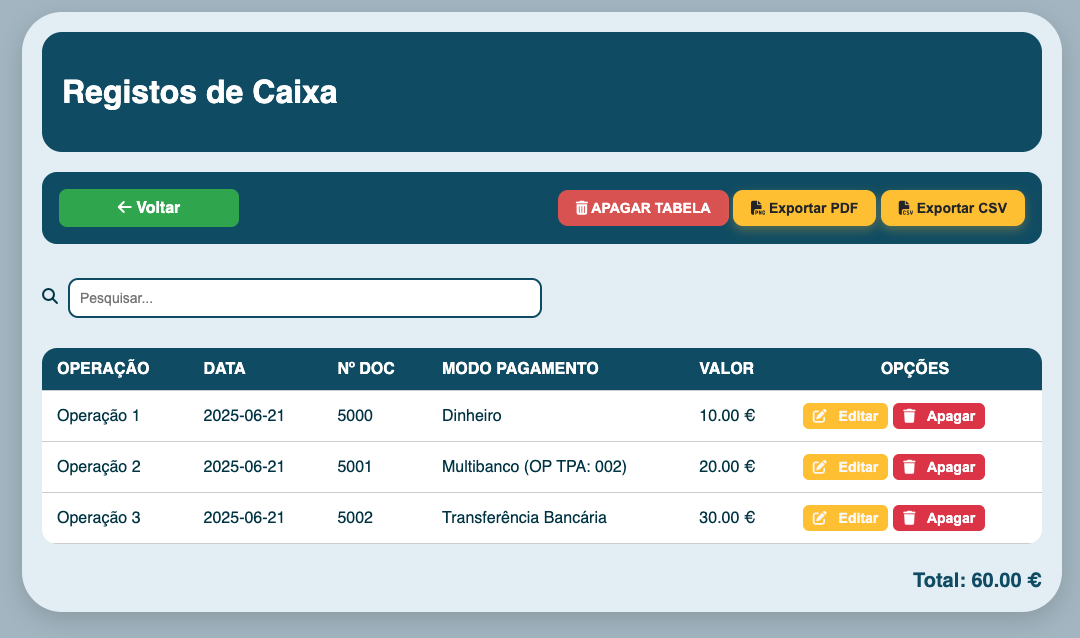 Registos de Caixa
Voltar
APAGAR TABELA
PNG Exportar PDF
CSV Exportar CSV
Pesquisar...
OPERAÇÃO DATA Nº DOC MODO PAGAMENTO VALOR OPÇÕES
Operação 1 2025-06-21 5000 Dinheiro 10.00 € Editar Apagar
Operação 2 2025-06-21 5001 Multibanco (OP TPA: 002) 20.00 € Editar Apagar
Operação 3 2025-06-21 5002 Transferência Bancária 30.00 € Editar Apagar
Total: 60.00 €